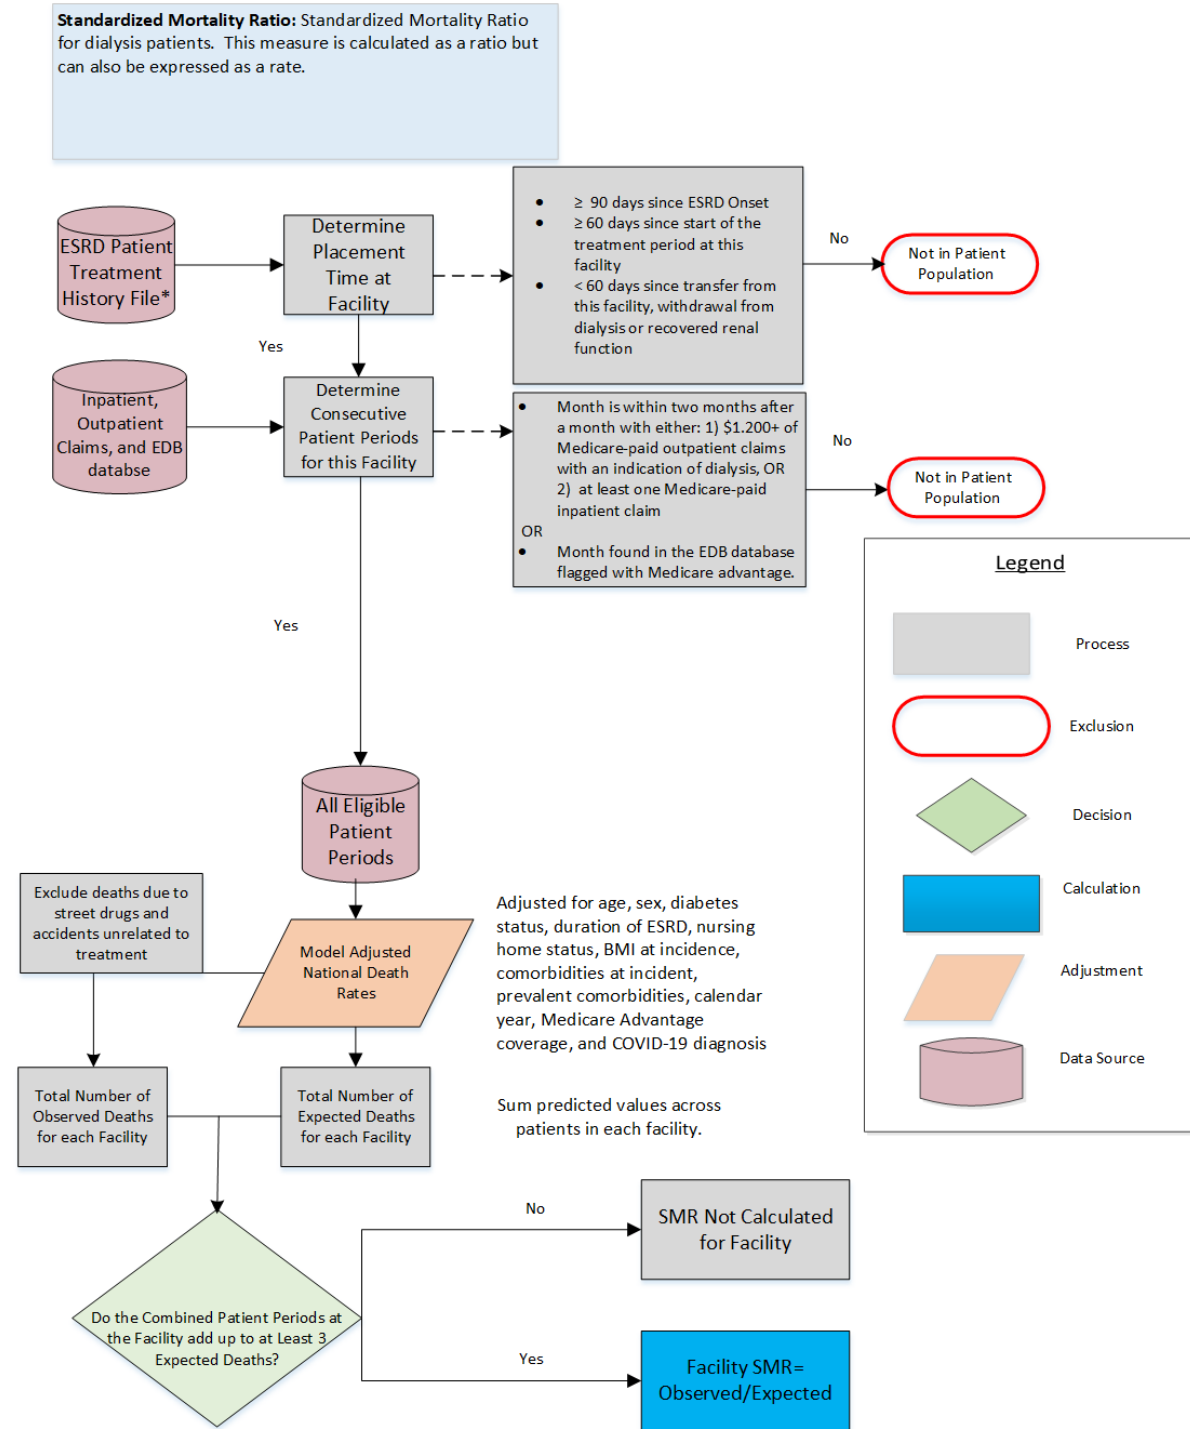 Standardized Mortality Ratio: Standardized Mortality Ratio
for dialysis patients. This measure is calculated as a ratio but
can also be expressed as a rate.
ESRD Patient
Treatment
History File*
Determine
Placement
Time at
Facility
• ≥ 90 days since ESRD Onset
• ≥ 60 days since start of the
treatment period at this
facility
• < 60 days since transfer from
this facility, withdrawal from
dialysis or recovered renal
function
No
Not in Patient
Population
Yes
Inpatient,
Outpatient
Claims, and EDB
databse
Determine
Consecutive
Patient Periods
for this Facility
• Month is within two months after
a month with either: 1) $1.200+ of
Medicare-paid outpatient claims
with an indication of dialysis, OR
2) at least one Medicare-paid
inpatient claim
OR
• Month found in the EDB database
flagged with Medicare advantage.
No
Not in Patient
Population
Yes
Legend
Process
Exclusion
Decision
Calculation
Adjustment
Data Source
All Eligible
Patient
Periods
Exclude deaths due to
street drugs and
accidents unrelated to
treatment
Model Adjusted
National Death
Rates
Adjusted for age, sex, diabetes
status, duration of ESRD, nursing
home status, BMI at incidence,
comorbidities at incident,
prevalent comorbidities, calendar
year, Medicare Advantage
coverage, and COVID-19 diagnosis
Total Number of
Observed Deaths
for each Facility
Total Number of
Expected Deaths
for each Facility
Sum predicted values across
patients in each facility.
Do the Combined Patient Periods at
the Facility add up to at Least 3
Expected Deaths?
No
SMR Not Calculated
for Facility
Yes
Facility SMR=
Observed/Expected